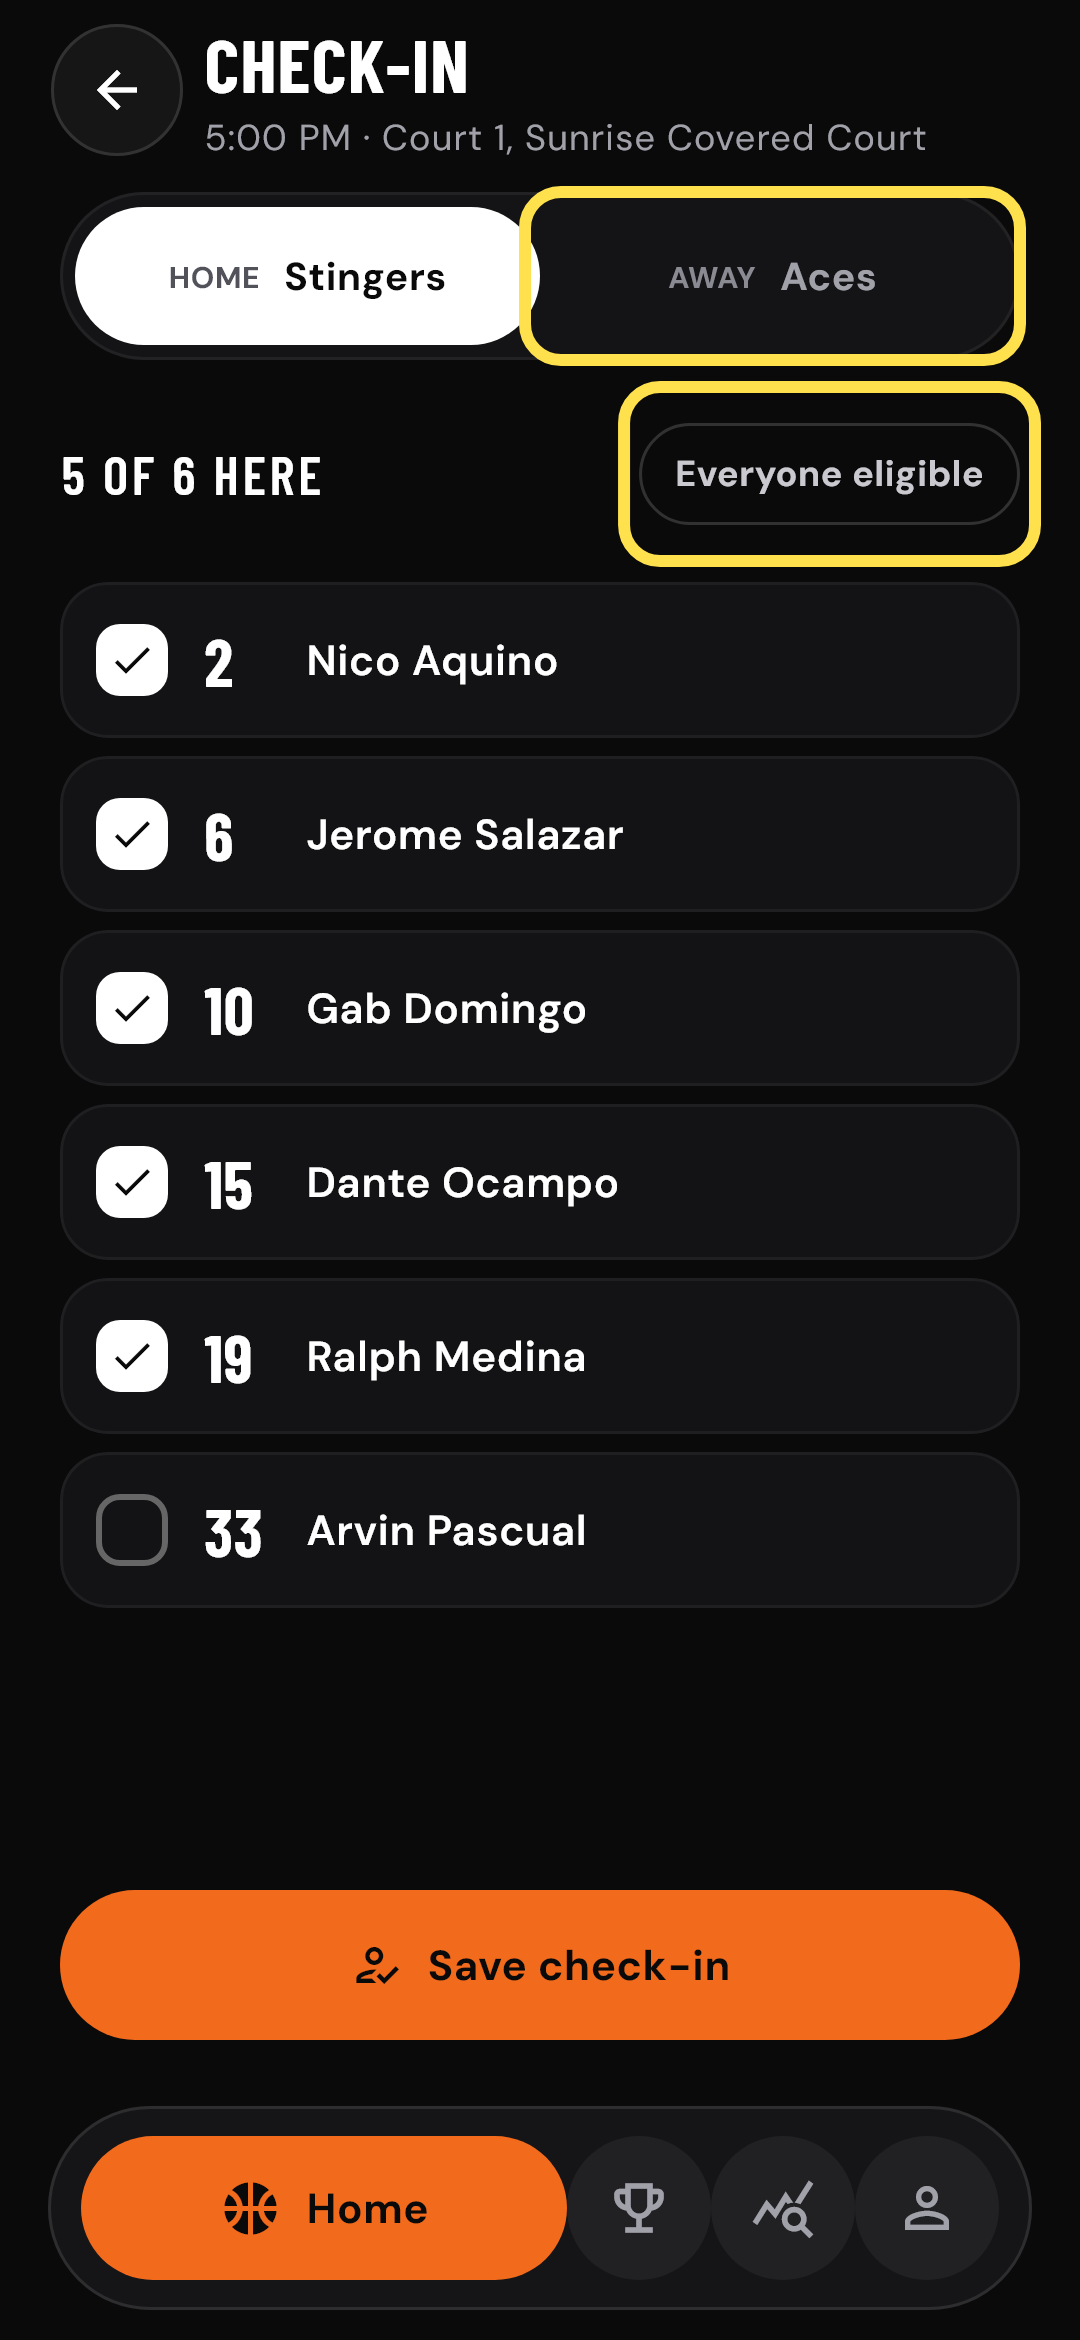 CHECK-IN
5:00 PM · Court 1, Sunrise Covered Court
HOME Stingers
AWAY Aces
5 OF 6 HERE
Everyone eligible
2 Nico Aquino
6 Jerome Salazar
10 Gab Domingo
15 Dante Ocampo
19 Ralph Medina
33 Arvin Pascual
Save check-in
Home